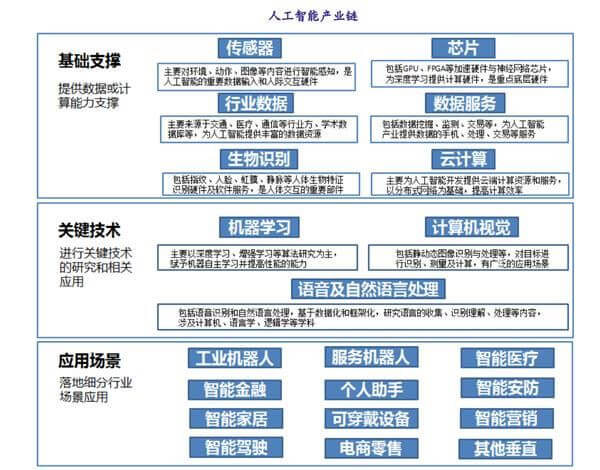 人工智能产业链
基础支撑
提供数据或计
算能力支撑
传感器
主要对环境、动作、图像等内容进行智能感知，是
人工智能的重要数据输入和人际交互硬件
芯片
包括GPU、FPGA等加速硬件与神经网络芯片，
为深度学习提供计算硬件，是重点底层硬件
行业数据
主要来源于交通、医疗、通信等行业方、学术数
据库等，为人工智能提供丰富的数据资源
数据服务
包括数据挖掘、监测、交易等，为人工智能
产业提供数据的手机、处理、交易等服务
生物识别
包括指纹、人脸、虹膜、静脉等人体生物特征
识别硬件及软件服务，是人体交互的重要部件
云计算
主要为人工智能开发提供云端计算资源和服务，
以分布式网络为基础，提高计算效率
关键技术
进行关键技术
的研究和相关
应用
机器学习
主要以深度学习、增强学习等算法研究为主，
赋予机器自主学习并提高性能的能力
计算机视觉
包括静动态图像识别与处理等，对目标进
行识别、测量及计算，有广泛的应用场景
语音及自然语言处理
包括语音识别和自然语言处理，基于数据化和框架化，研究语言的收集、识别理解、处理等内容，
涉及计算机、语言学、逻辑学等学科
应用场景
落地细分行业
场景应用
工业机器人
服务机器人
智能医疗
智能金融
个人助手
智能安防
智能家居
可穿戴设备
智能营销
智能驾驶
电商零售
其他垂直